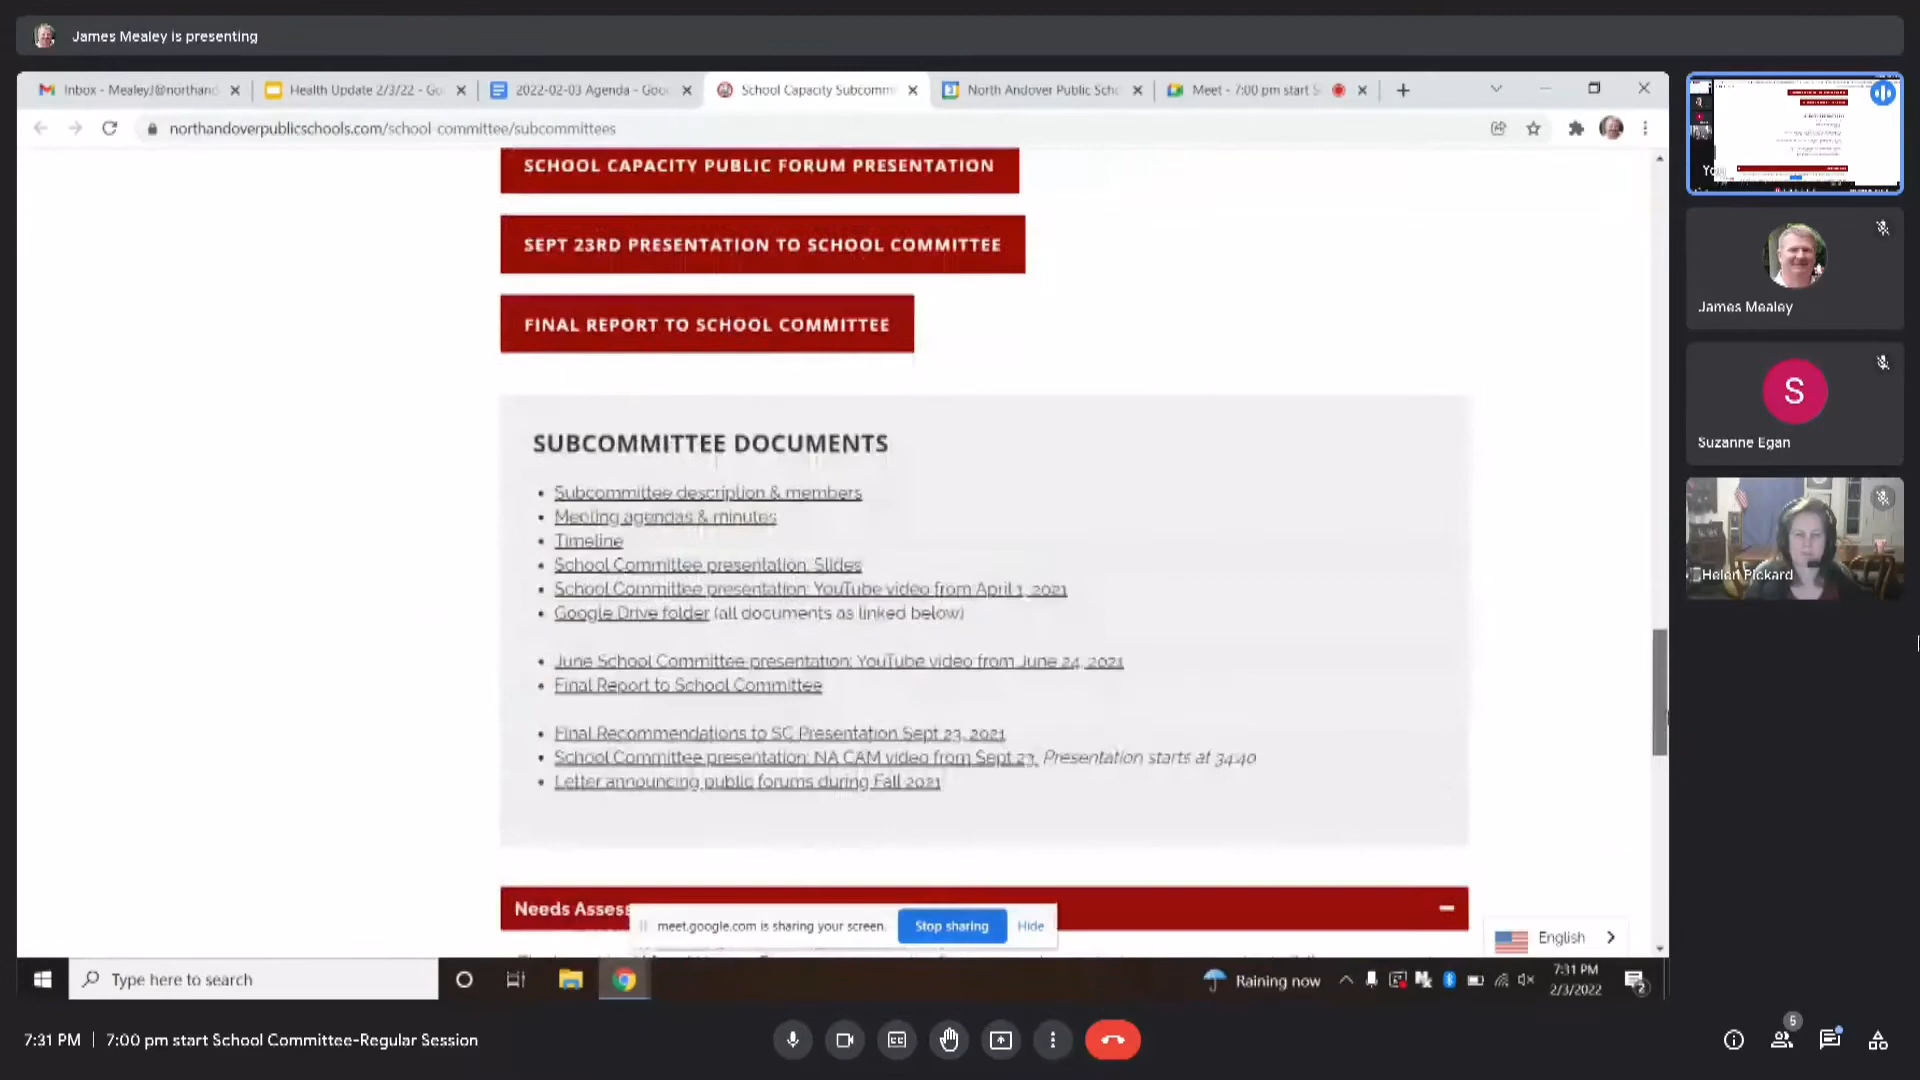 James Mealey is presenting
Inbox - MealeyJ@northand
Health Update 2/3/22 - Go
2022-02-03 Agenda - Goo
School Capacity Subcommi
North Andover Public Scho
Meet - 7:00 pm start S
northandoverpublicschools.com/school-committee/subcommittees
SCHOOL CAPACITY PUBLIC FORUM PRESENTATION
SEPT 23RD PRESENTATION TO SCHOOL COMMITTEE
FINAL REPORT TO SCHOOL COMMITTEE
SUBCOMMITTEE DOCUMENTS
Subcommittee description & members
Meeting agendas & minutes
Timeline
School Committee presentation: Slides
School Committee presentation: YouTube video from April 1, 2021
Google Drive folder (all documents as linked below)
June School Committee presentation: YouTube video from June 24, 2021
Final Report to School Committee
Final Recommendations to SC Presentation Sept 23, 2021
School Committee presentation: NA CAM video from Sept 23, Presentation starts at 34:40
Letter announcing public forums during Fall 2021
Needs Assess
meet.google.com is sharing your screen.
Stop sharing
Hide
English
Type here to search
Raining now
7:31 PM
2/3/2022
2
You
James Mealey
S
Suzanne Egan
Helen Pickard
7:31 PM
7:00 pm start School Committee-Regular Session
5